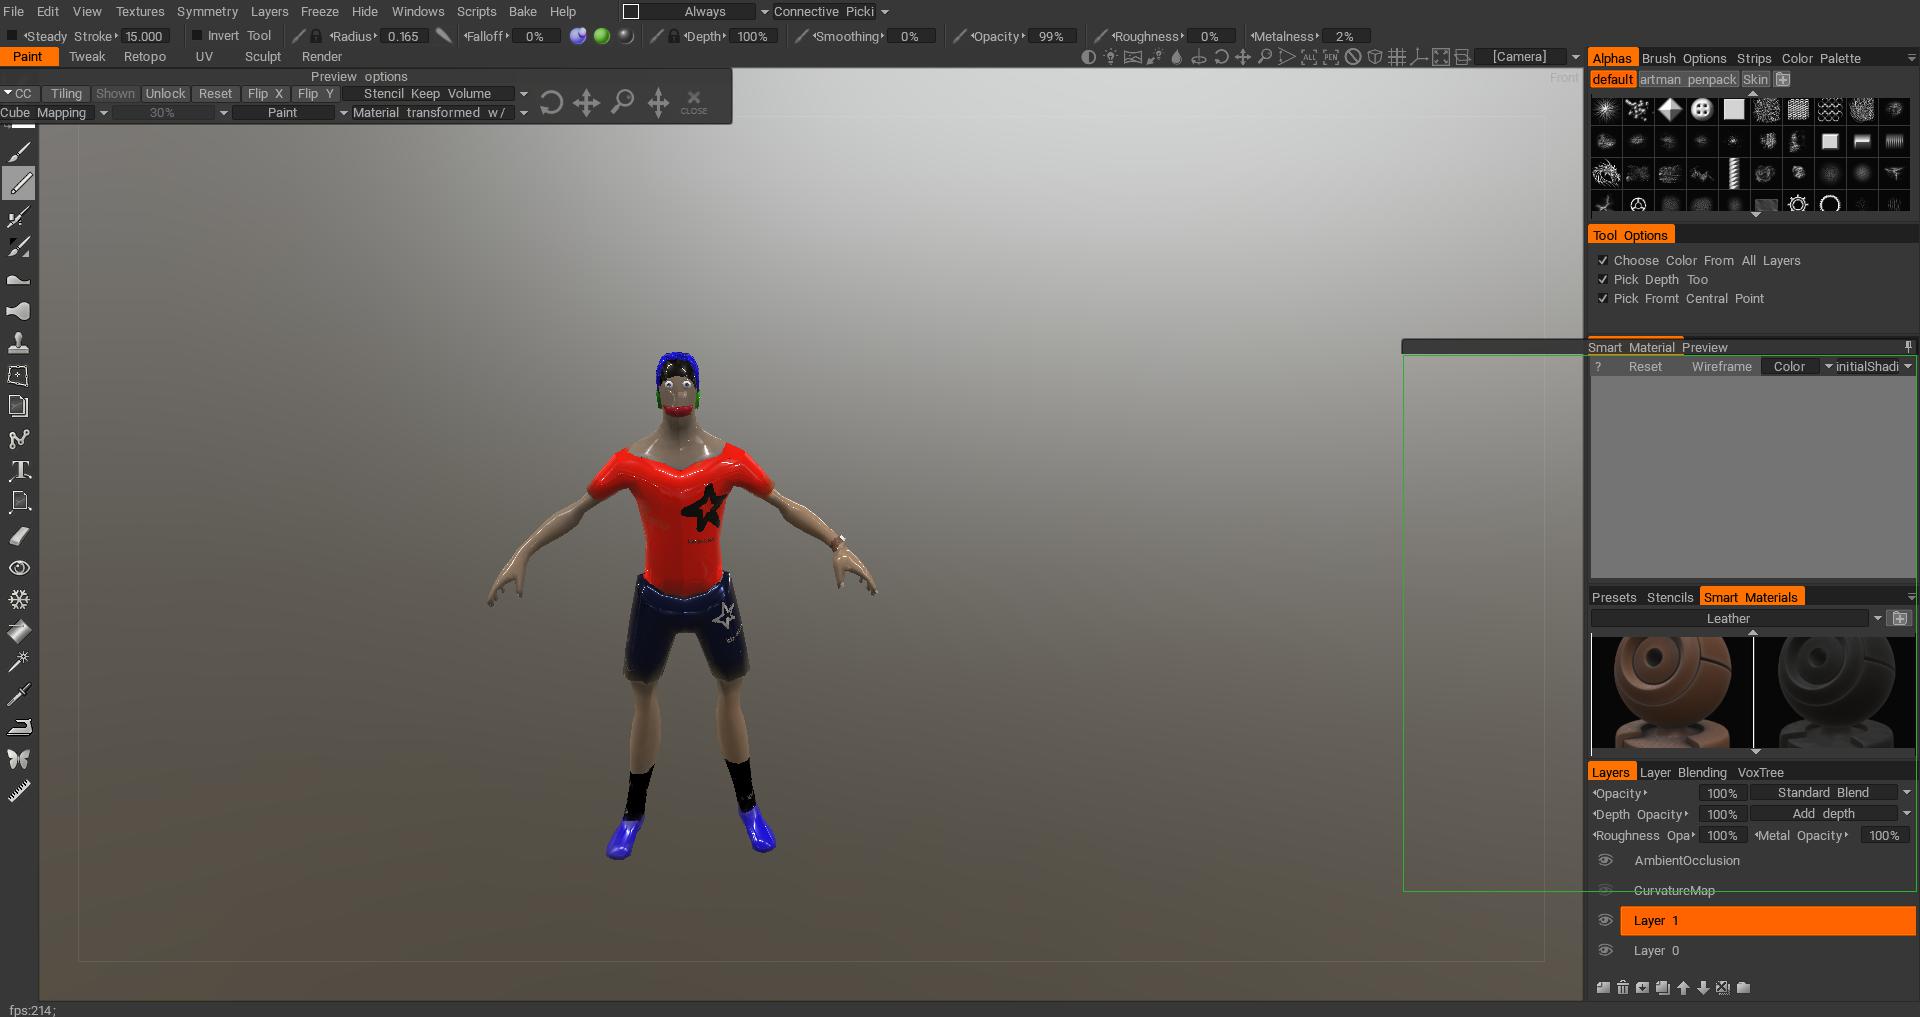 File Edit View Textures Symmetry Layers Freeze Hide Windows Scripts Bake Help Always Connective Picki
Steady Stroke 15.000 Invert Tool Radius 0.165 Falloff 0% Depth 100% Smoothing 0% Opacity 99% Roughness 0% Metalness 2%
Paint Tweak Retopo UV Sculpt Render [Camera]
Preview options
CC Tiling Shown Unlock Reset Flip X Flip Y Stencil Keep Volume
Cube Mapping 30% Paint Material transformed w/ CLOSE
Front
Alphas Brush Options Strips Color Palette
default artman penpack Skin
Tool Options
Choose Color From All Layers
Pick Depth Too
Pick Fromt Central Point
Smart Material Preview
? Reset Wireframe Color initialShadi
Presets Stencils Smart Materials
Leather
Layers Layer Blending VoxTree
Opacity 100% Standard Blend
Depth Opacity 100% Add depth
Roughness Opa 100% Metal Opacity 100%
AmbientOcclusion
CurvatureMap
Layer 1
Layer 0
fps:214;